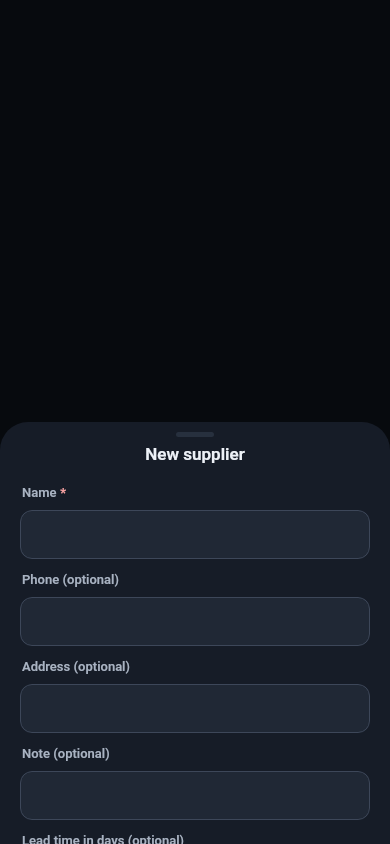 New supplier
Name *
Phone (optional)
Address (optional)
Note (optional)
Lead time in days (optional)